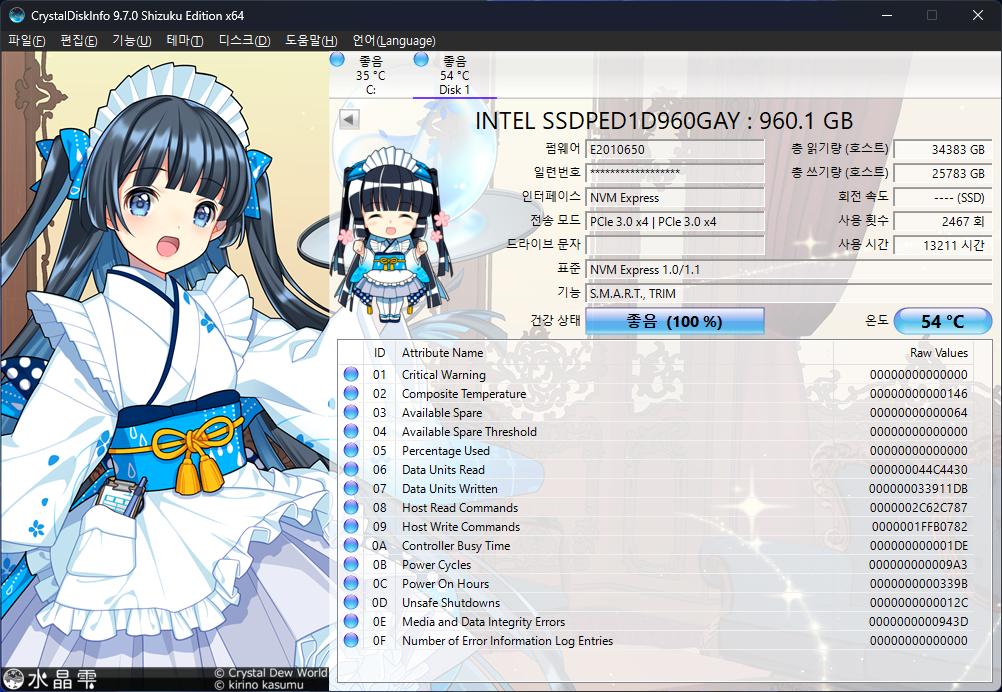 CrystalDiskInfo 9.7.0 Shizuku Edition x64
파일(F) 편집(E) 기능(U) 테마(T) 디스크(D) 도움말(H) 언어(Language)
좋음 좋음
35 °C 54 °C
C: Disk 1
INTEL SSDPED1D960GAY : 960.1 GB
펌웨어 E2010650 총 읽기량 (호스트) 34383 GB
일련번호 ****************** 총 쓰기량 (호스트) 25783 GB
인터페이스 NVM Express 회전 속도 ---- (SSD)
전송 모드 PCIe 3.0 x4 | PCIe 3.0 x4 사용 횟수 2467 회
드라이브 문자 사용 시간 13211 시간
표준 NVM Express 1.0/1.1
기능 S.M.A.R.T., TRIM
건강 상태 좋음 (100 %) 온도 54 °C
ID Attribute Name Raw Values
01 Critical Warning 00000000000000
02 Composite Temperature 00000000000146
03 Available Spare 00000000000064
04 Available Spare Threshold 00000000000000
05 Percentage Used 00000000000000
06 Data Units Read 000000044C4430
07 Data Units Written 000000033911DB
08 Host Read Commands 0000002C62C787
09 Host Write Commands 0000001FFB0782
0A Controller Busy Time 000000000001DE
0B Power Cycles 000000000009A3
0C Power On Hours 0000000000339B
0D Unsafe Shutdowns 0000000000012C
0E Media and Data Integrity Errors 0000000000943D
0F Number of Error Information Log Entries 00000000000000
水晶雫
© Crystal Dew World
© kirino kasumu